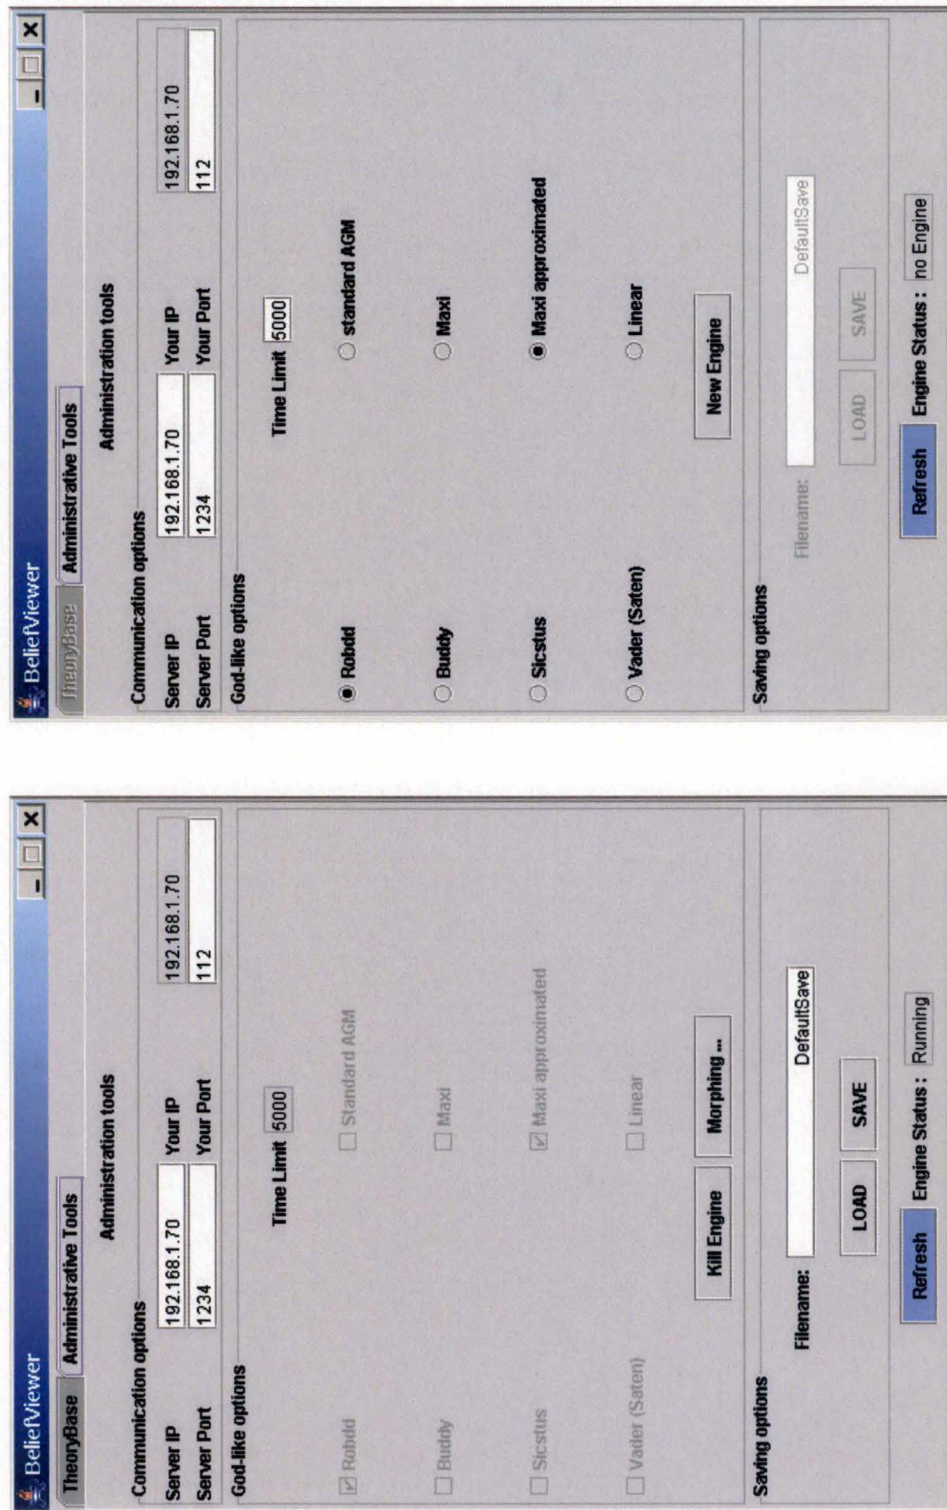 BeliefViewer
TheoryBase Administrative Tools
Administration tools
Communication options
Server IP 192.168.1.70 Your IP 192.168.1.70
Server Port 1234 Your Port 112
God-like options
Time Limit 5000
Robdd Standard AGM
Buddy Maxi
Sicstus Maxi approximated
Vader (Saten) Linear
Kill Engine Morphing ...
Saving options
Filename: DefaultSave
LOAD SAVE
Refresh Engine Status : Running
BeliefViewer
TheoryBase Administrative Tools
Administration tools
Communication options
Server IP 192.168.1.70 Your IP 192.168.1.70
Server Port 1234 Your Port 112
God-like options
Time Limit 5000
Robdd standard AGM
Buddy Maxi
Sicstus Maxi approximated
Vader (Saten) Linear
New Engine
Saving options
Filename: DefaultSave
LOAD SAVE
Refresh Engine Status : no Engine